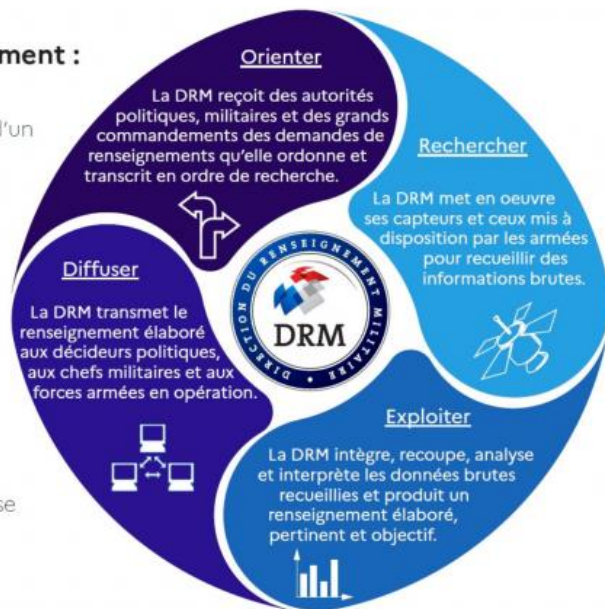 ment :
l'un
se
Orienter
La DRM reçoit des autorités
politiques, militaires et des grands
commandements des demandes de
renseignements qu'elle ordonne et
transcrit en ordre de recherche.
Rechercher
La DRM met en oeuvre
ses capteurs et ceux mis à
disposition par les armées
pour recueillir des
informations brutes.
Exploiter
La DRM intègre, recoupe, analyse
et interprète les données brutes
recueillies et produit un
renseignement élaboré,
pertinent et objectif.
Diffuser
La DRM transmet le
renseignement élaboré
aux décideurs politiques,
aux chefs militaires et aux
forces armées en opération.
DIRECTION DU RENSEIGNEMENT MILITAIRE
DRM